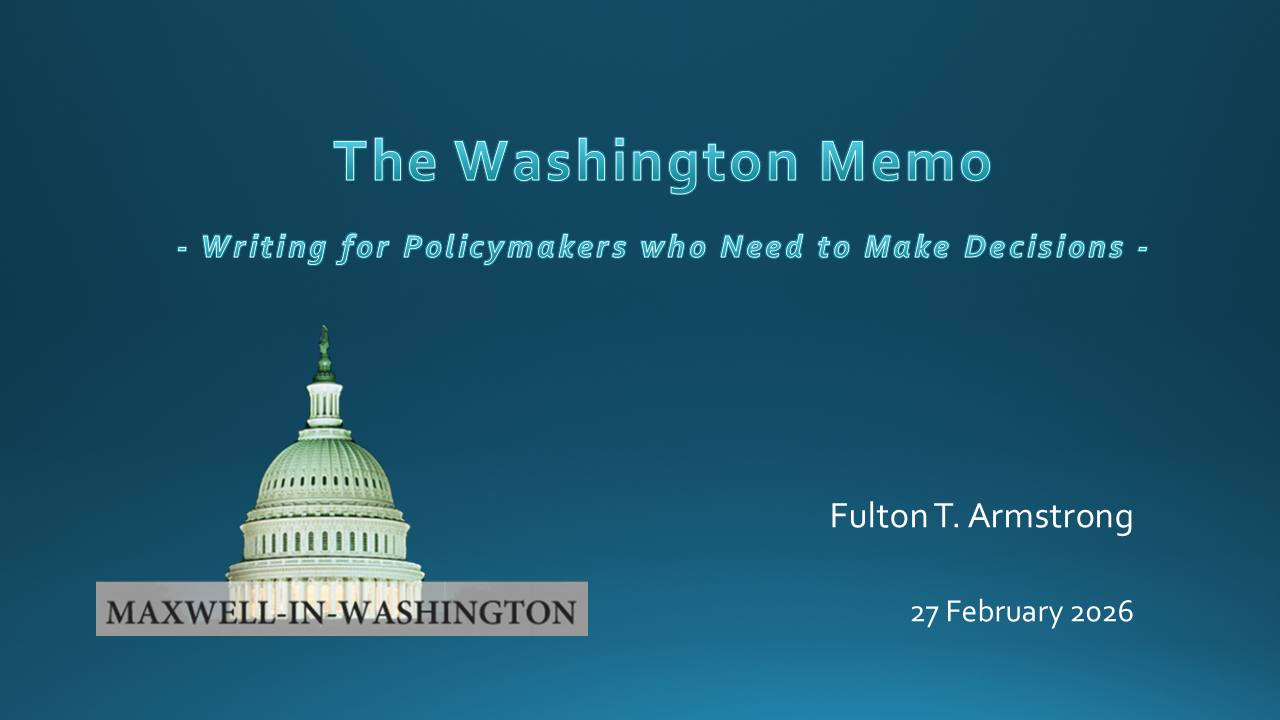 The Washington Memo
- Writing for Policymakers who Need to Make Decisions -
Fulton T. Armstrong
MAXWELL-IN-WASHINGTON
27 February 2026